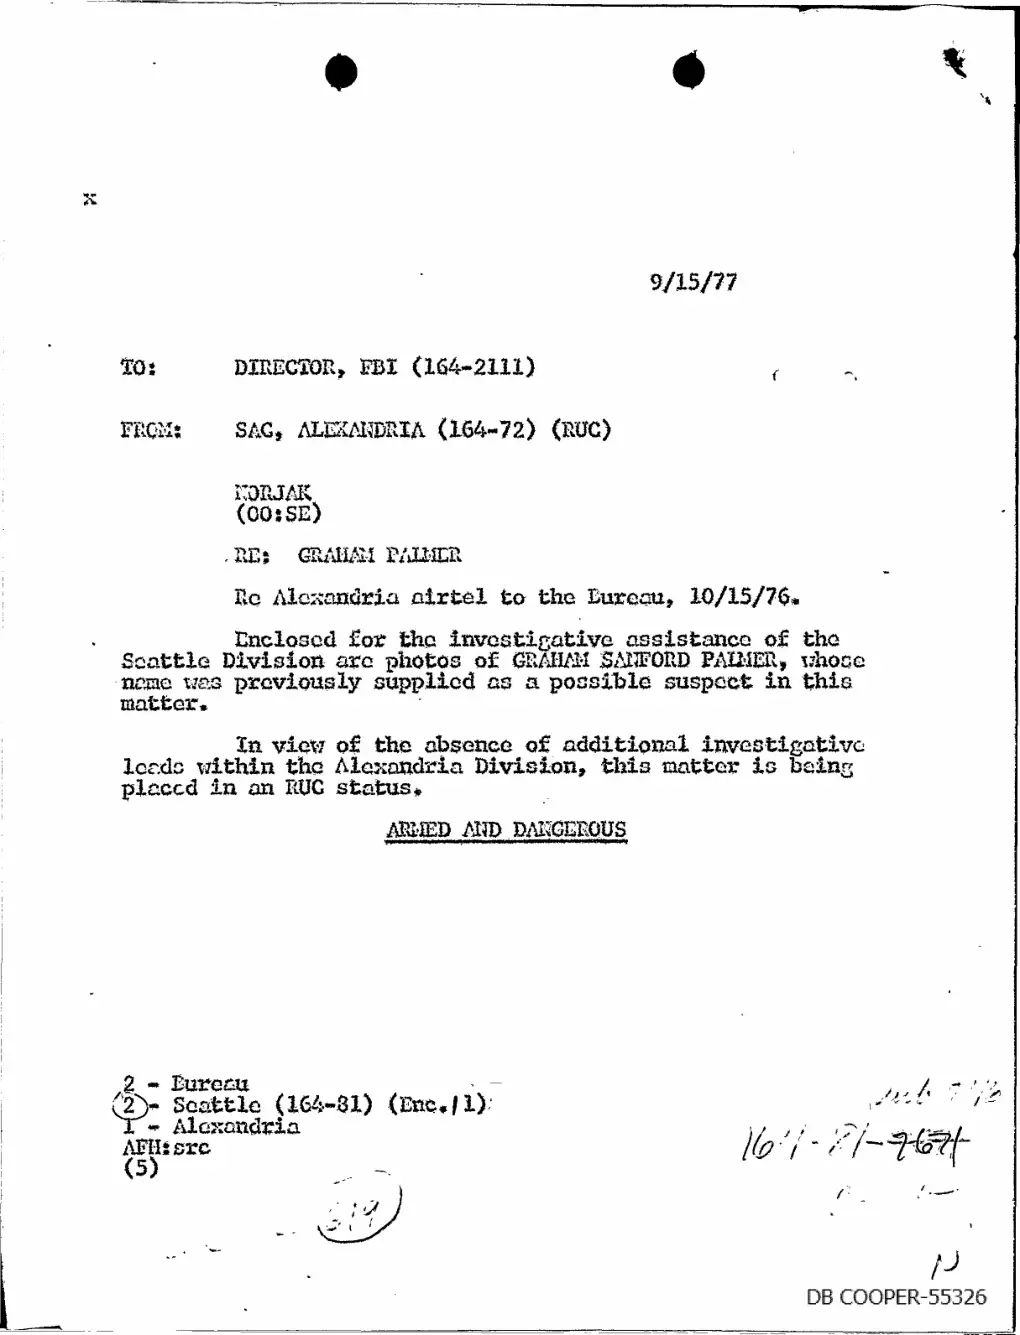 x
9/15/77
TO: DIRECTOR, FBI (164-2111)
FROM: SAC, ALEXANDRIA (164-72) (RUC)
NORJAK
(OO:SE)
RE: GRAHAM PALMER
Re Alexandria airtel to the Bureau, 10/15/76.
Enclosed for the investigative assistance of the
Seattle Division are photos of GRAHAM SANFORD PALMER, whose
name was previously supplied as a possible suspect in this
matter.
In view of the absence of additional investigative
leads within the Alexandria Division, this matter is being
placed in an RUC status.
ARMED AND DANGEROUS
2 - Bureau
2 - Seattle (164-81) (Enc. 1)
1 - Alexandria
AFH:src
(5)
sub
164-81-
619
N
DB COOPER-55326